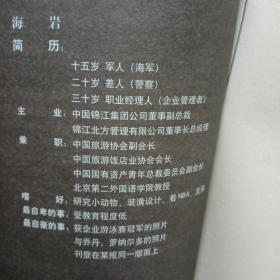 海岩
简历：
十五岁 军人（海军）
二十岁 差人（警察）
三十岁 职业经理人（企业管理者）
主业：中国锦江集团公司董事副总裁
锦江北方管理有限公司董事长总经理
兼职：中国旅游协会副会长
中国旅游饭店业协会会长
中国国有资产青年总裁委员会副会长
北京第二外国语学院教授
嗜好：研究小动物、装潢设计、看NBA、
最自卑的事：受教育程度低
最自豪的事：获企业游泳赛冠军的照片
与乔丹、罗纳尔多的照片
刊登在某报同一版面上